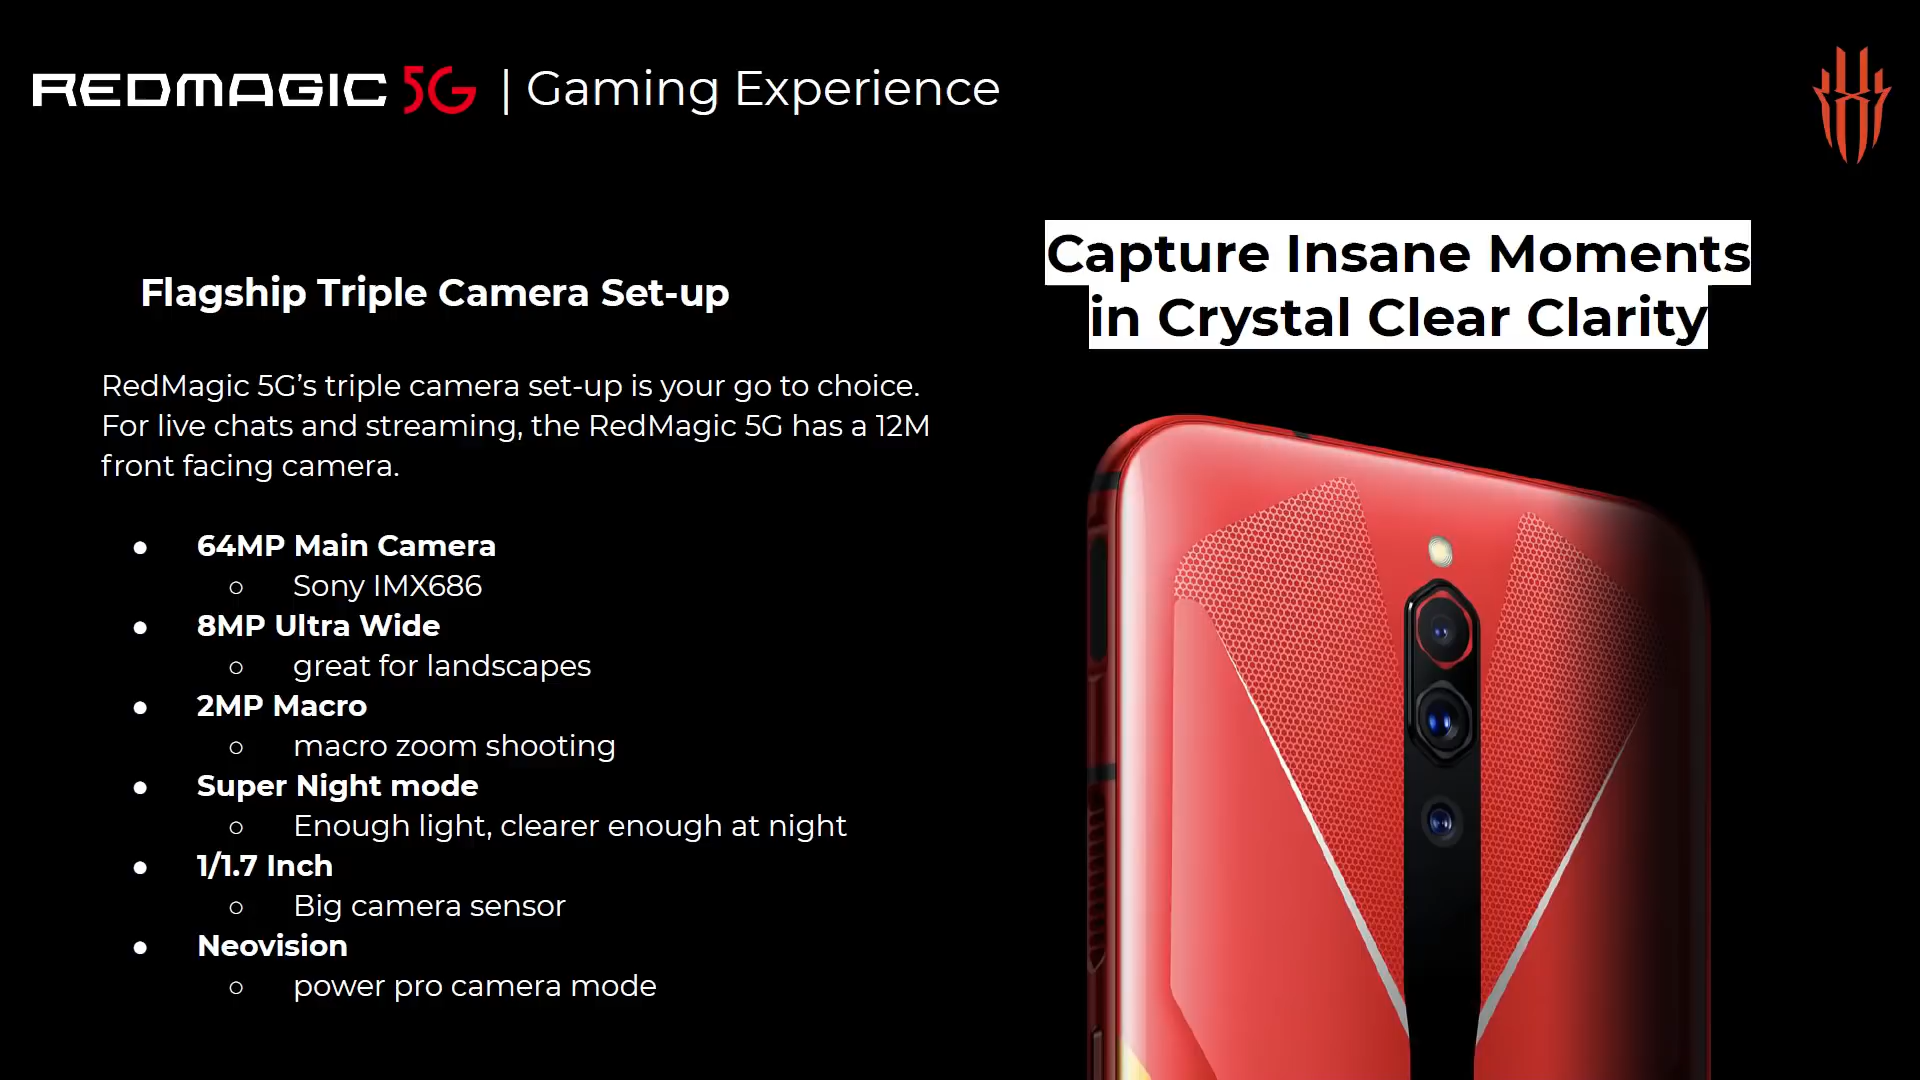 REDMAGIC 5G | Gaming Experience
Flagship Triple Camera Set-up
RedMagic 5G’s triple camera set-up is your go to choice.
For live chats and streaming, the RedMagic 5G has a 12M
front facing camera.
● 64MP Main Camera
○ Sony IMX686
● 8MP Ultra Wide
○ great for landscapes
● 2MP Macro
○ macro zoom shooting
● Super Night mode
○ Enough light, clearer enough at night
● 1/1.7 Inch
○ Big camera sensor
● Neovision
○ power pro camera mode
Capture Insane Moments
in Crystal Clear Clarity